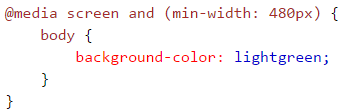 @media screen and (min-width: 480px) {
    body {
        background-color: lightgreen;
    }
}